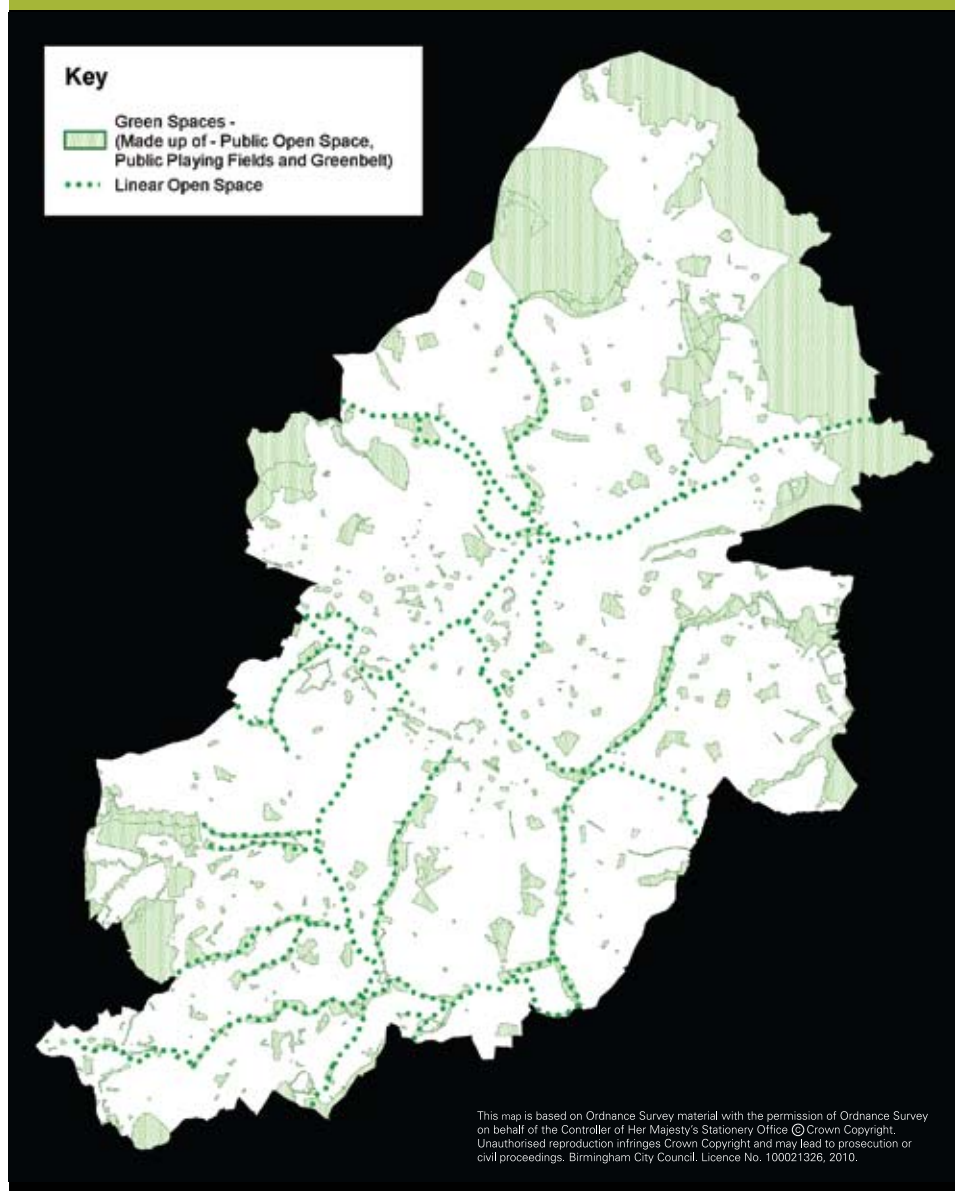 Key
Green Spaces -
(Made up of - Public Open Space,
Public Playing Fields and Greenbelt)
Linear Open Space
This map is based on Ordnance Survey material with the permission of Ordnance Survey
on behalf of the Controller of Her Majesty's Stationery Office © Crown Copyright.
Unauthorised reproduction infringes Crown Copyright and may lead to prosecution or
civil proceedings. Birmingham City Council. Licence No. 100021326, 2010.